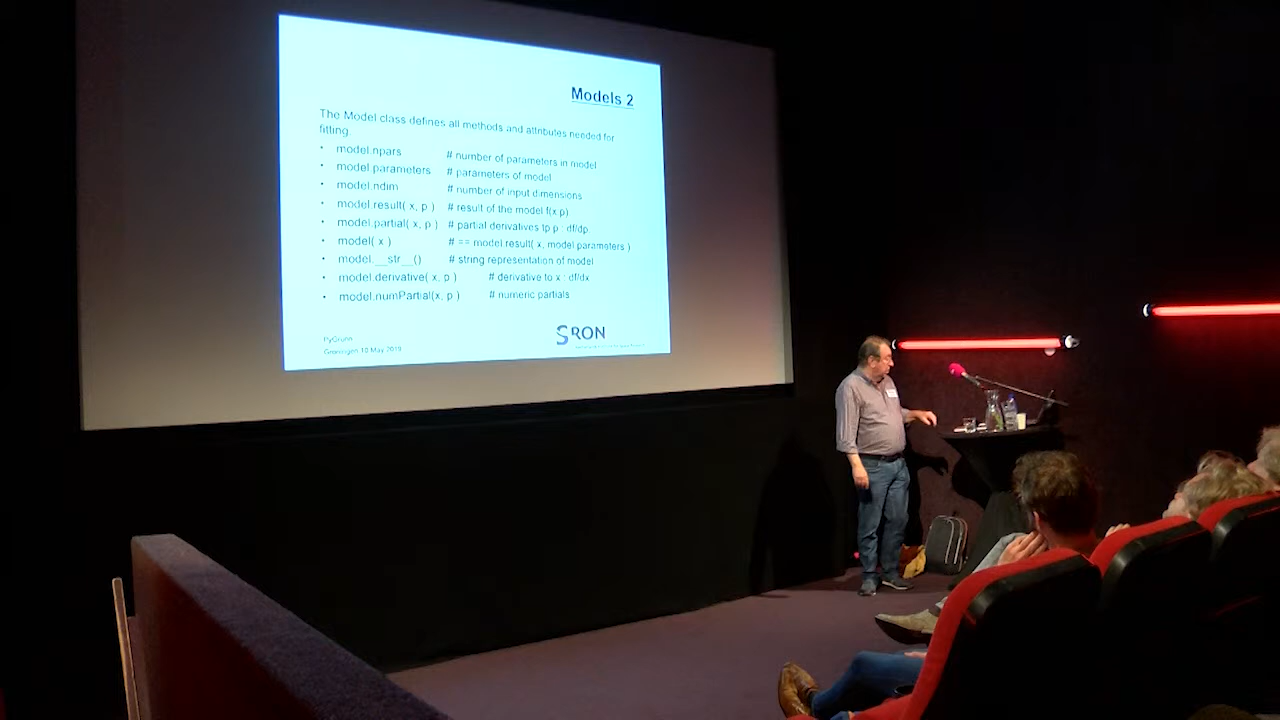 Models 2
The Model class defines all methods and attributes needed for
fitting.
• model.npars # number of parameters in model
• model.parameters # parameters of model
• model.ndim # number of input dimensions
• model.result( x, p ) # result of the model f(x,p)
• model.partial( x, p ) # partial derivatives to p : df/dp
• model( x ) # == model.result( x, model.parameters )
• model.__str__() # string representation of model
• model.derivative( x, p ) # derivative to x : df/dx
• model.numPartial(x, p ) # numeric partials
PyGrunn
Groningen 10 May 2019
SRON